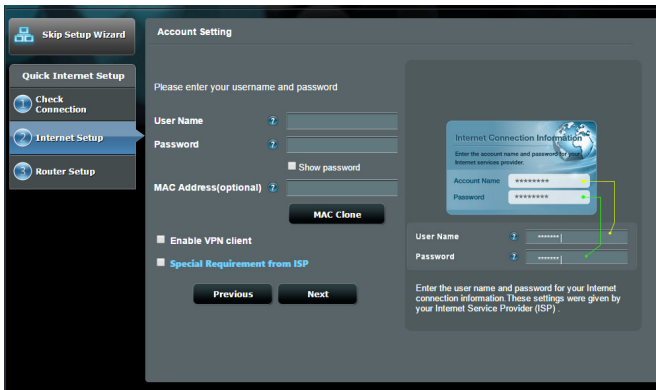 Skip Setup Wizard
Quick Internet Setup
1 Check
Connection
2 Internet Setup
3 Router Setup
Account Setting
Please enter your username and password
User Name ?
Password ?
Show password
MAC Address(optional) ?
MAC Clone
Enable VPN client
Special Requirement from ISP
Previous Next
Internet Connection Information
Enter the account name and password for your
Internet services provider.
Account Name ********
Password ********
User Name ? *******|
Password ? *******|
Enter the user name and password for your Internet
connection information.These settings were given by
your Internet Service Provider (ISP) .